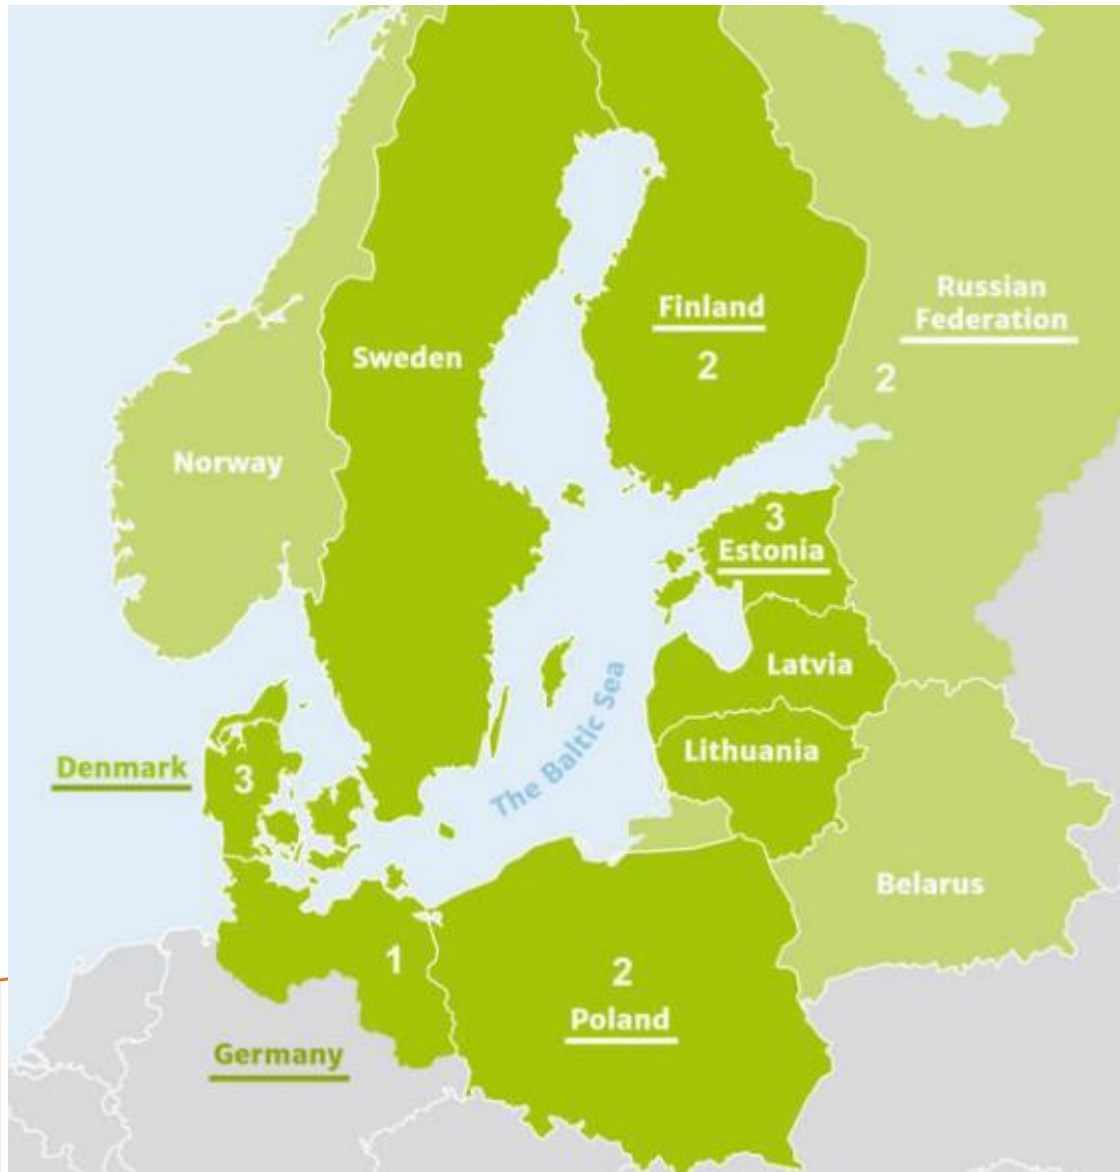 Finland
2
Russian
Federation
2
Sweden
Norway
3
Estonia
Latvia
Lithuania
The Baltic Sea
Denmark
3
Belarus
1
2
Poland
Germany